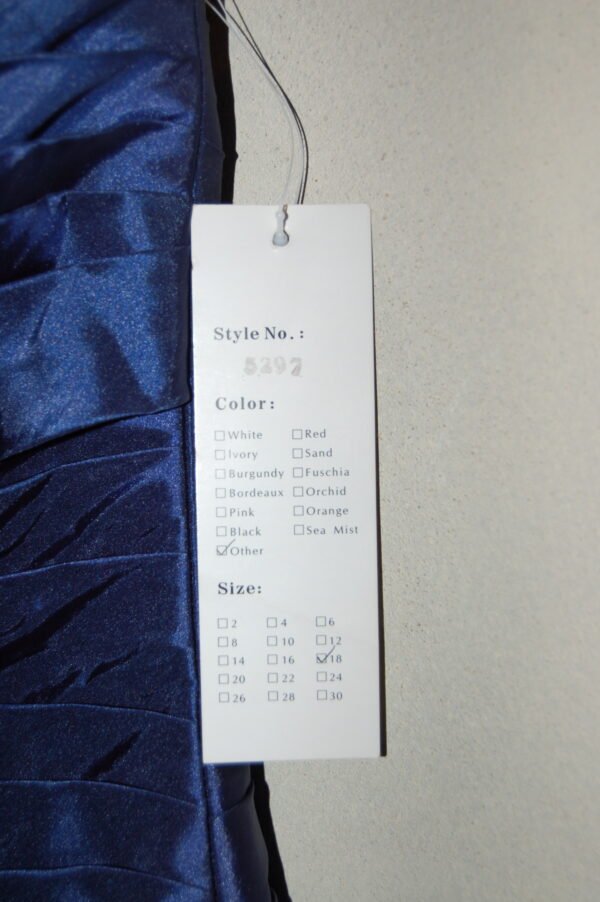 Style No.:
5297
Color:
☐ White ☐ Red
☐ Ivory ☐ Sand
☐ Burgundy ☐ Fuschia
☐ Bordeaux ☐ Orchid
☐ Pink ☐ Orange
☐ Black ☐ Sea Mist
☑ Other
Size:
☐ 2 ☐ 4 ☐ 6
☐ 8 ☐ 10 ☐ 12
☐ 14 ☐ 16 ☑ 18
☐ 20 ☐ 22 ☐ 24
☐ 26 ☐ 28 ☐ 30